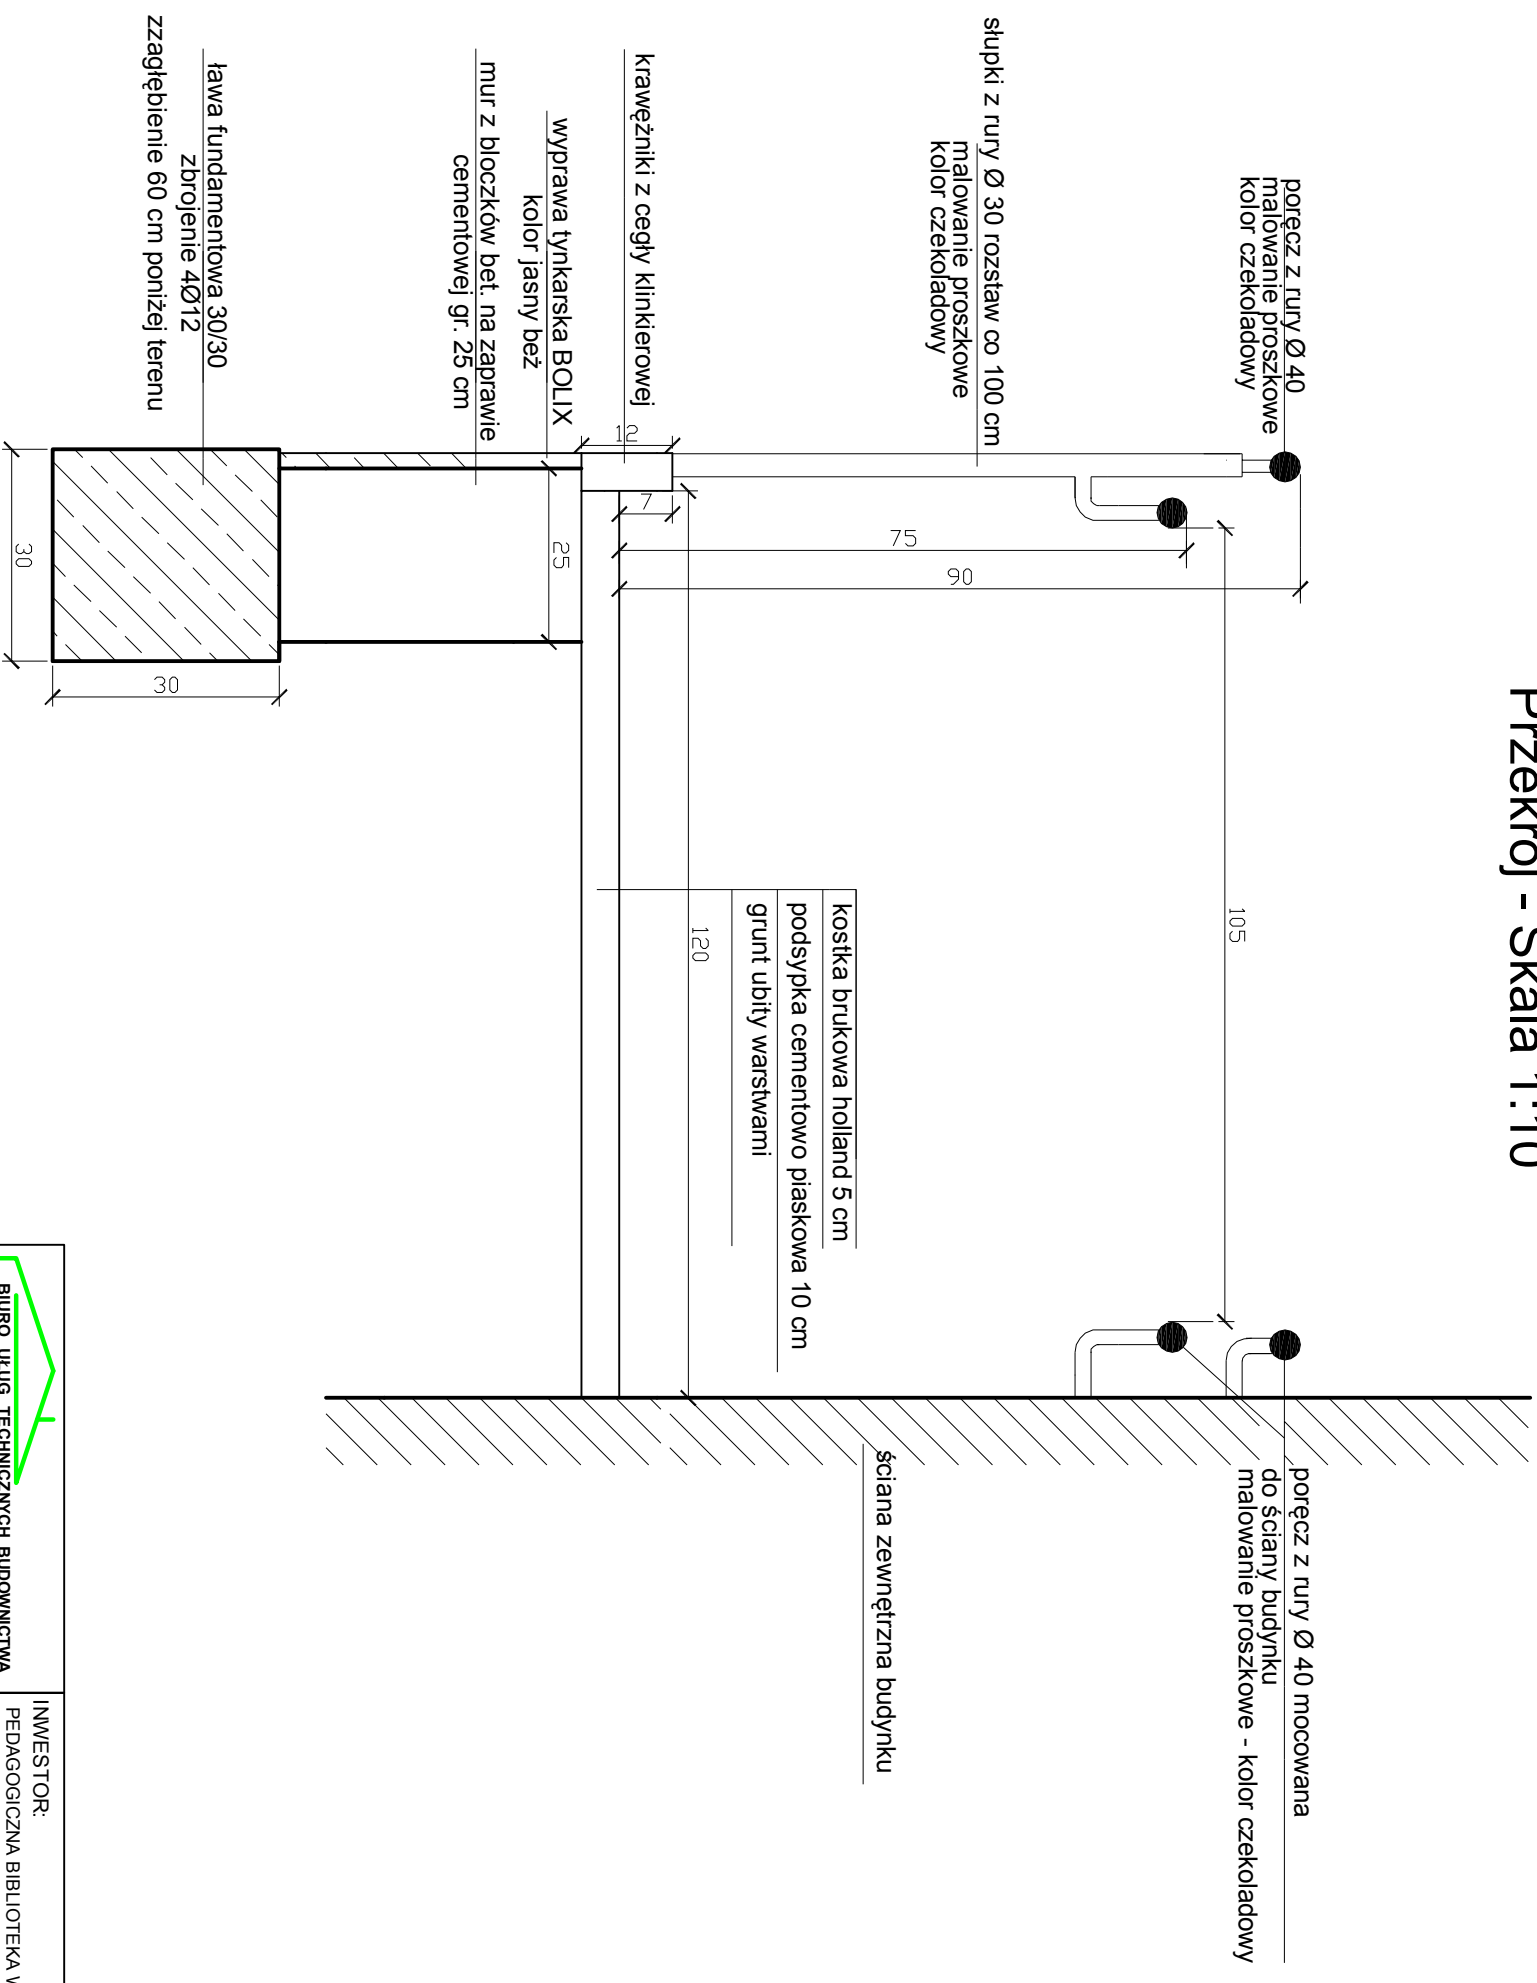 Przekrój - Skala 1:10
poręcz z rury Ø 40
malowanie proszkowe
kolor czekoladowy
słupki z rury Ø 30 rozstaw co 100 cm
malowanie proszkowe
kolor czekoladowy
krawężniki z cegły klinkierowej
wyprawa tynkarska BOLIX
kolor jasny beż
mur z bloczków bet. na zaprawie
cementowej gr. 25 cm
ława fundamentowa 30/30
zbrojenie 4Ø12
zzagłębienie 60 cm poniżej terenu
12
7
75
90
25
30
30
105
120
kostka brukowa holland 5 cm
podsypka cementowo piaskowa 10 cm
grunt ubity warstwami
poręcz z rury Ø 40 mocowana
do ściany budynku
malowanie proszkowe - kolor czekoladowy
ściana zewnętrzna budynku
BIURO UŁUG TECHNICZNYCH BUDOWNICTWA
INWESTOR:
PEDAGOGICZNA BIBLIOTEKA